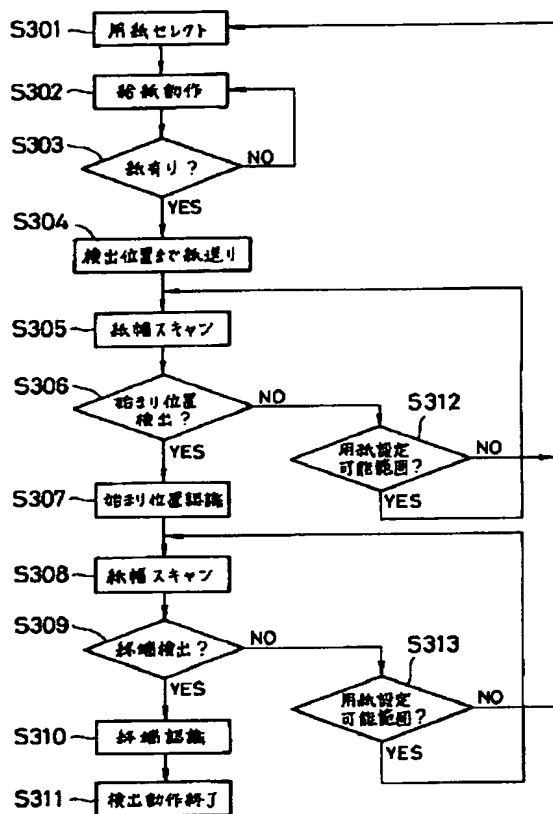 S301
用紙セレクト
S302
給紙動作
S303
紙有り?
NO
YES
S304
検出位置まで紙送り
S305
紙幅スキャン
S306
始まり位置
検出?
NO
YES
S312
用紙設定
可能範囲?
NO
YES
S307
始まり位置認識
S308
紙幅スキャン
S309
終端検出?
NO
YES
S313
用紙設定
可能範囲?
NO
YES
S310
終端認識
S311
検出動作終了